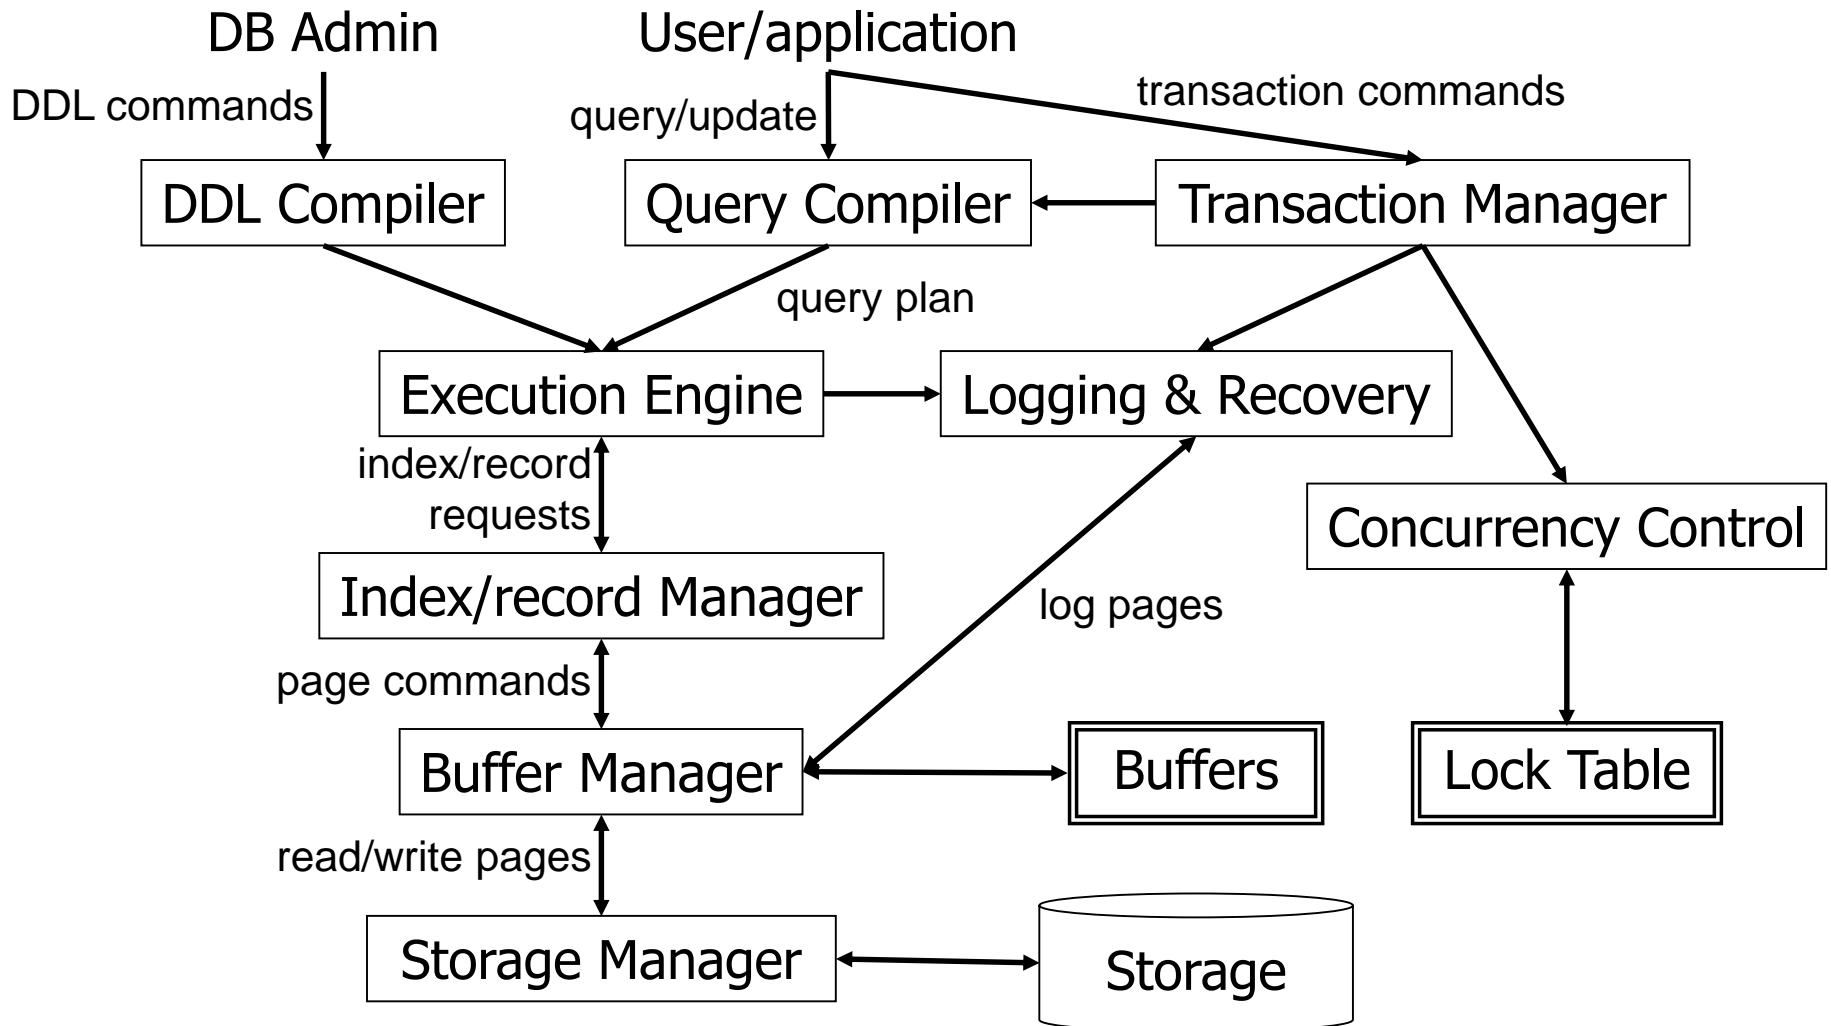 DB Admin
User/application
DDL commands
query/update
transaction commands
DDL Compiler
Query Compiler
Transaction Manager
query plan
Execution Engine
Logging & Recovery
index/record
requests
Concurrency Control
Index/record Manager
log pages
page commands
Buffer Manager
Buffers
Lock Table
read/write pages
Storage Manager
Storage